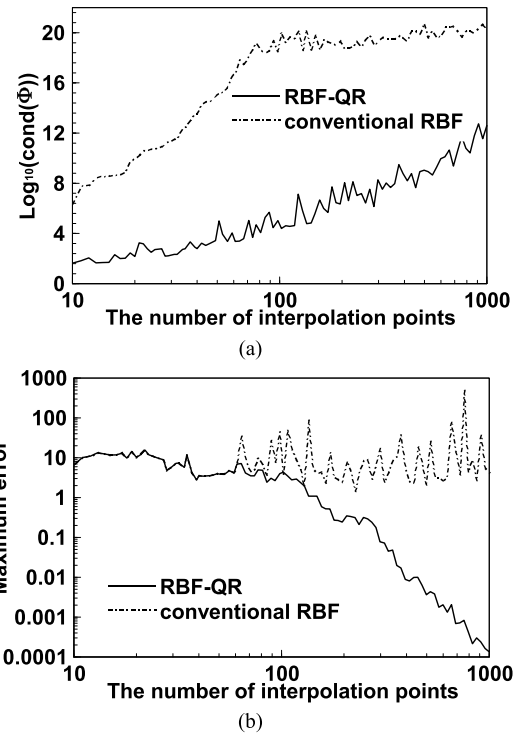 20
16
12
8
4
0
Log10(cond(Φ))
RBF-QR
conventional RBF
10
100
1000
The number of interpolation points
(a)
1000
100
10
1
0.1
0.01
0.001
0.0001
Maximum error
RBF-QR
conventional RBF
10
100
1000
The number of interpolation points
(b)